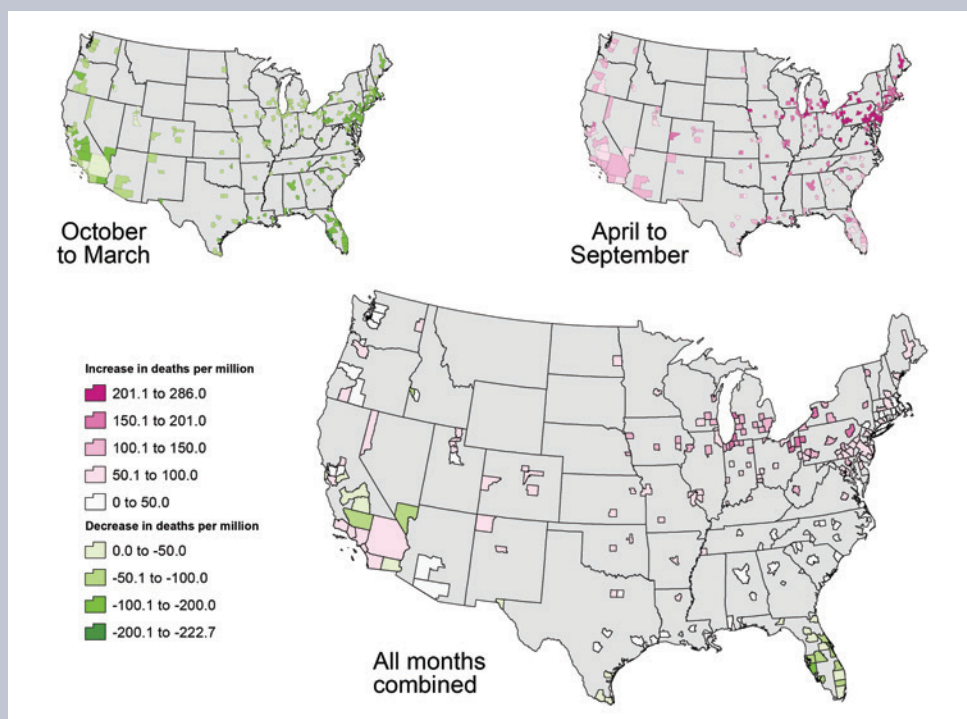 October
to March
April to
September
Increase in deaths per million
201.1 to 286.0
150.1 to 201.0
100.1 to 150.0
50.1 to 100.0
0 to 50.0
Decrease in deaths per million
0.0 to -50.0
-50.1 to -100.0
-100.1 to -200.0
-200.1 to -222.7
All months
combined